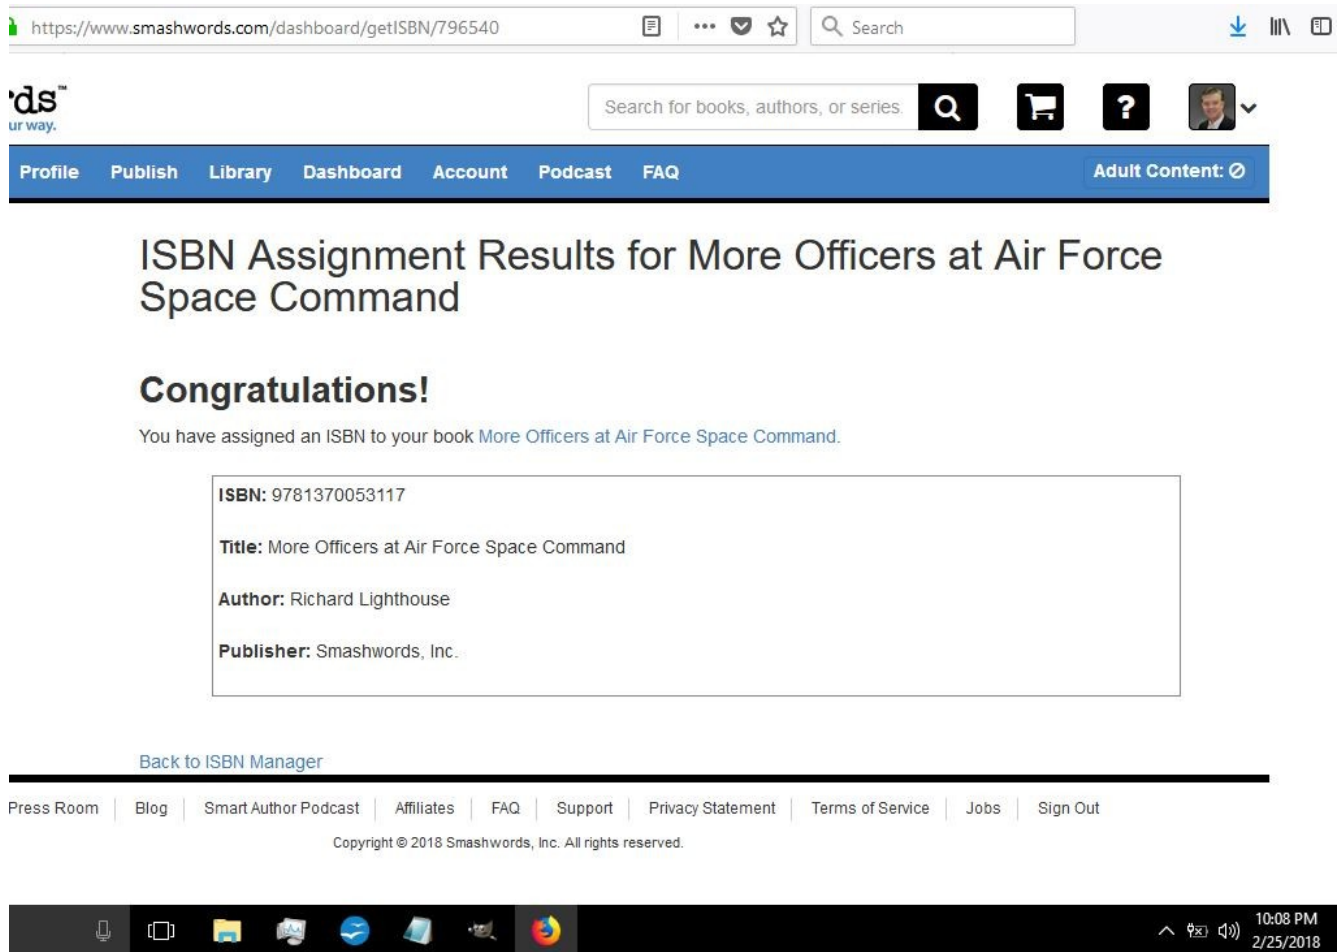 https://www.smashwords.com/dashboard/getISBN/796540 Search
rds™
ur way.
Search for books, authors, or series.
Profile Publish Library Dashboard Account Podcast FAQ Adult Content:
ISBN Assignment Results for More Officers at Air Force
Space Command
Congratulations!
You have assigned an ISBN to your book More Officers at Air Force Space Command.
ISBN: 9781370053117
Title: More Officers at Air Force Space Command
Author: Richard Lighthouse
Publisher: Smashwords, Inc.
Back to ISBN Manager
Press Room | Blog | Smart Author Podcast | Affiliates | FAQ | Support | Privacy Statement | Terms of Service | Jobs | Sign Out
Copyright © 2018 Smashwords, Inc. All rights reserved.
10:08 PM
2/25/2018